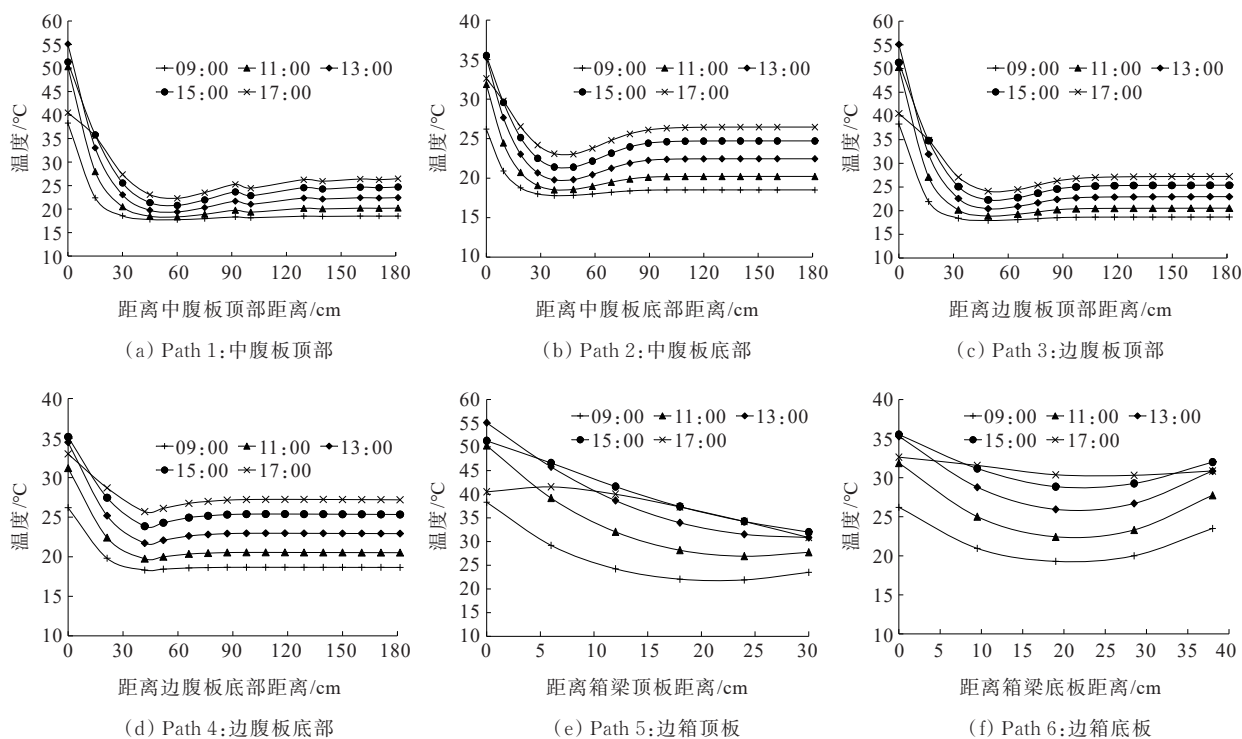 60
55
50
45
40
35
30
25
20
15
10
温度/℃
09:00 11:00 13:00
15:00 17:00
0 30 60 90 120 150 180
距离中腹板顶部距离/cm
(a) Path 1:中腹板顶部
40
35
30
25
20
15
10
温度/℃
09:00 11:00 13:00
15:00 17:00
0 30 60 90 120 150 180
距离中腹板底部距离/cm
(b) Path 2:中腹板底部
60
55
50
45
40
35
30
25
20
15
10
温度/℃
09:00 11:00 13:00
15:00 17:00
0 30 60 90 120 150 180
距离边腹板顶部距离/cm
(c) Path 3:边腹板顶部
40
35
30
25
20
15
10
温度/℃
09:00 11:00 13:00
15:00 17:00
0 30 60 90 120 150 180
距离边腹板底部距离/cm
(d) Path 4:边腹板底部
60
55
50
45
40
35
30
25
20
15
10
温度/℃
09:00 11:00 13:00
15:00 17:00
0 5 10 15 20 25 30
距离箱梁顶板距离/cm
(e) Path 5:边箱顶板
40
35
30
25
20
15
10
温度/℃
09:00 11:00 13:00
15:00 17:00
0 5 10 15 20 25 30 35 40
距离箱梁底板距离/cm
(f) Path 6:边箱底板